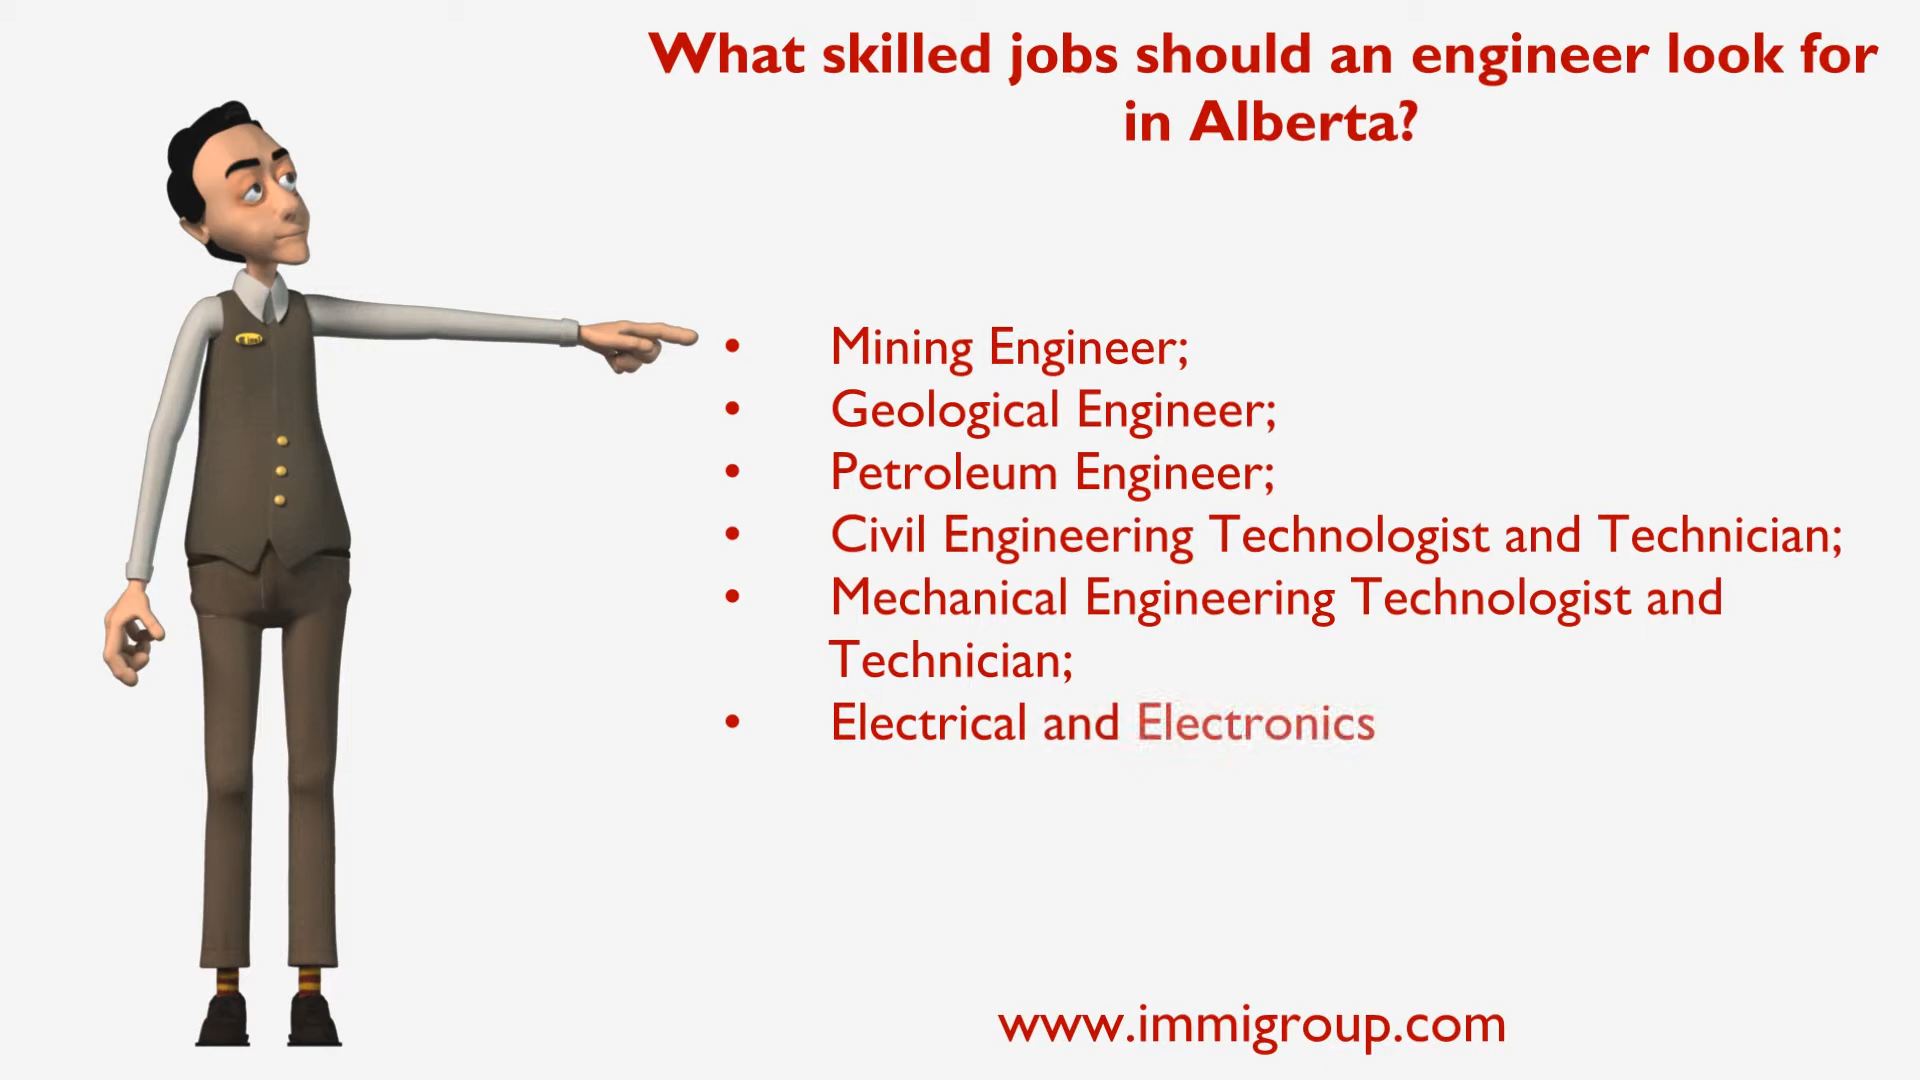 What skilled jobs should an engineer look for
in Alberta?
• Mining Engineer;
• Geological Engineer;
• Petroleum Engineer;
• Civil Engineering Technologist and Technician;
• Mechanical Engineering Technologist and
Technician;
• Electrical and Electronics
www.immigroup.com